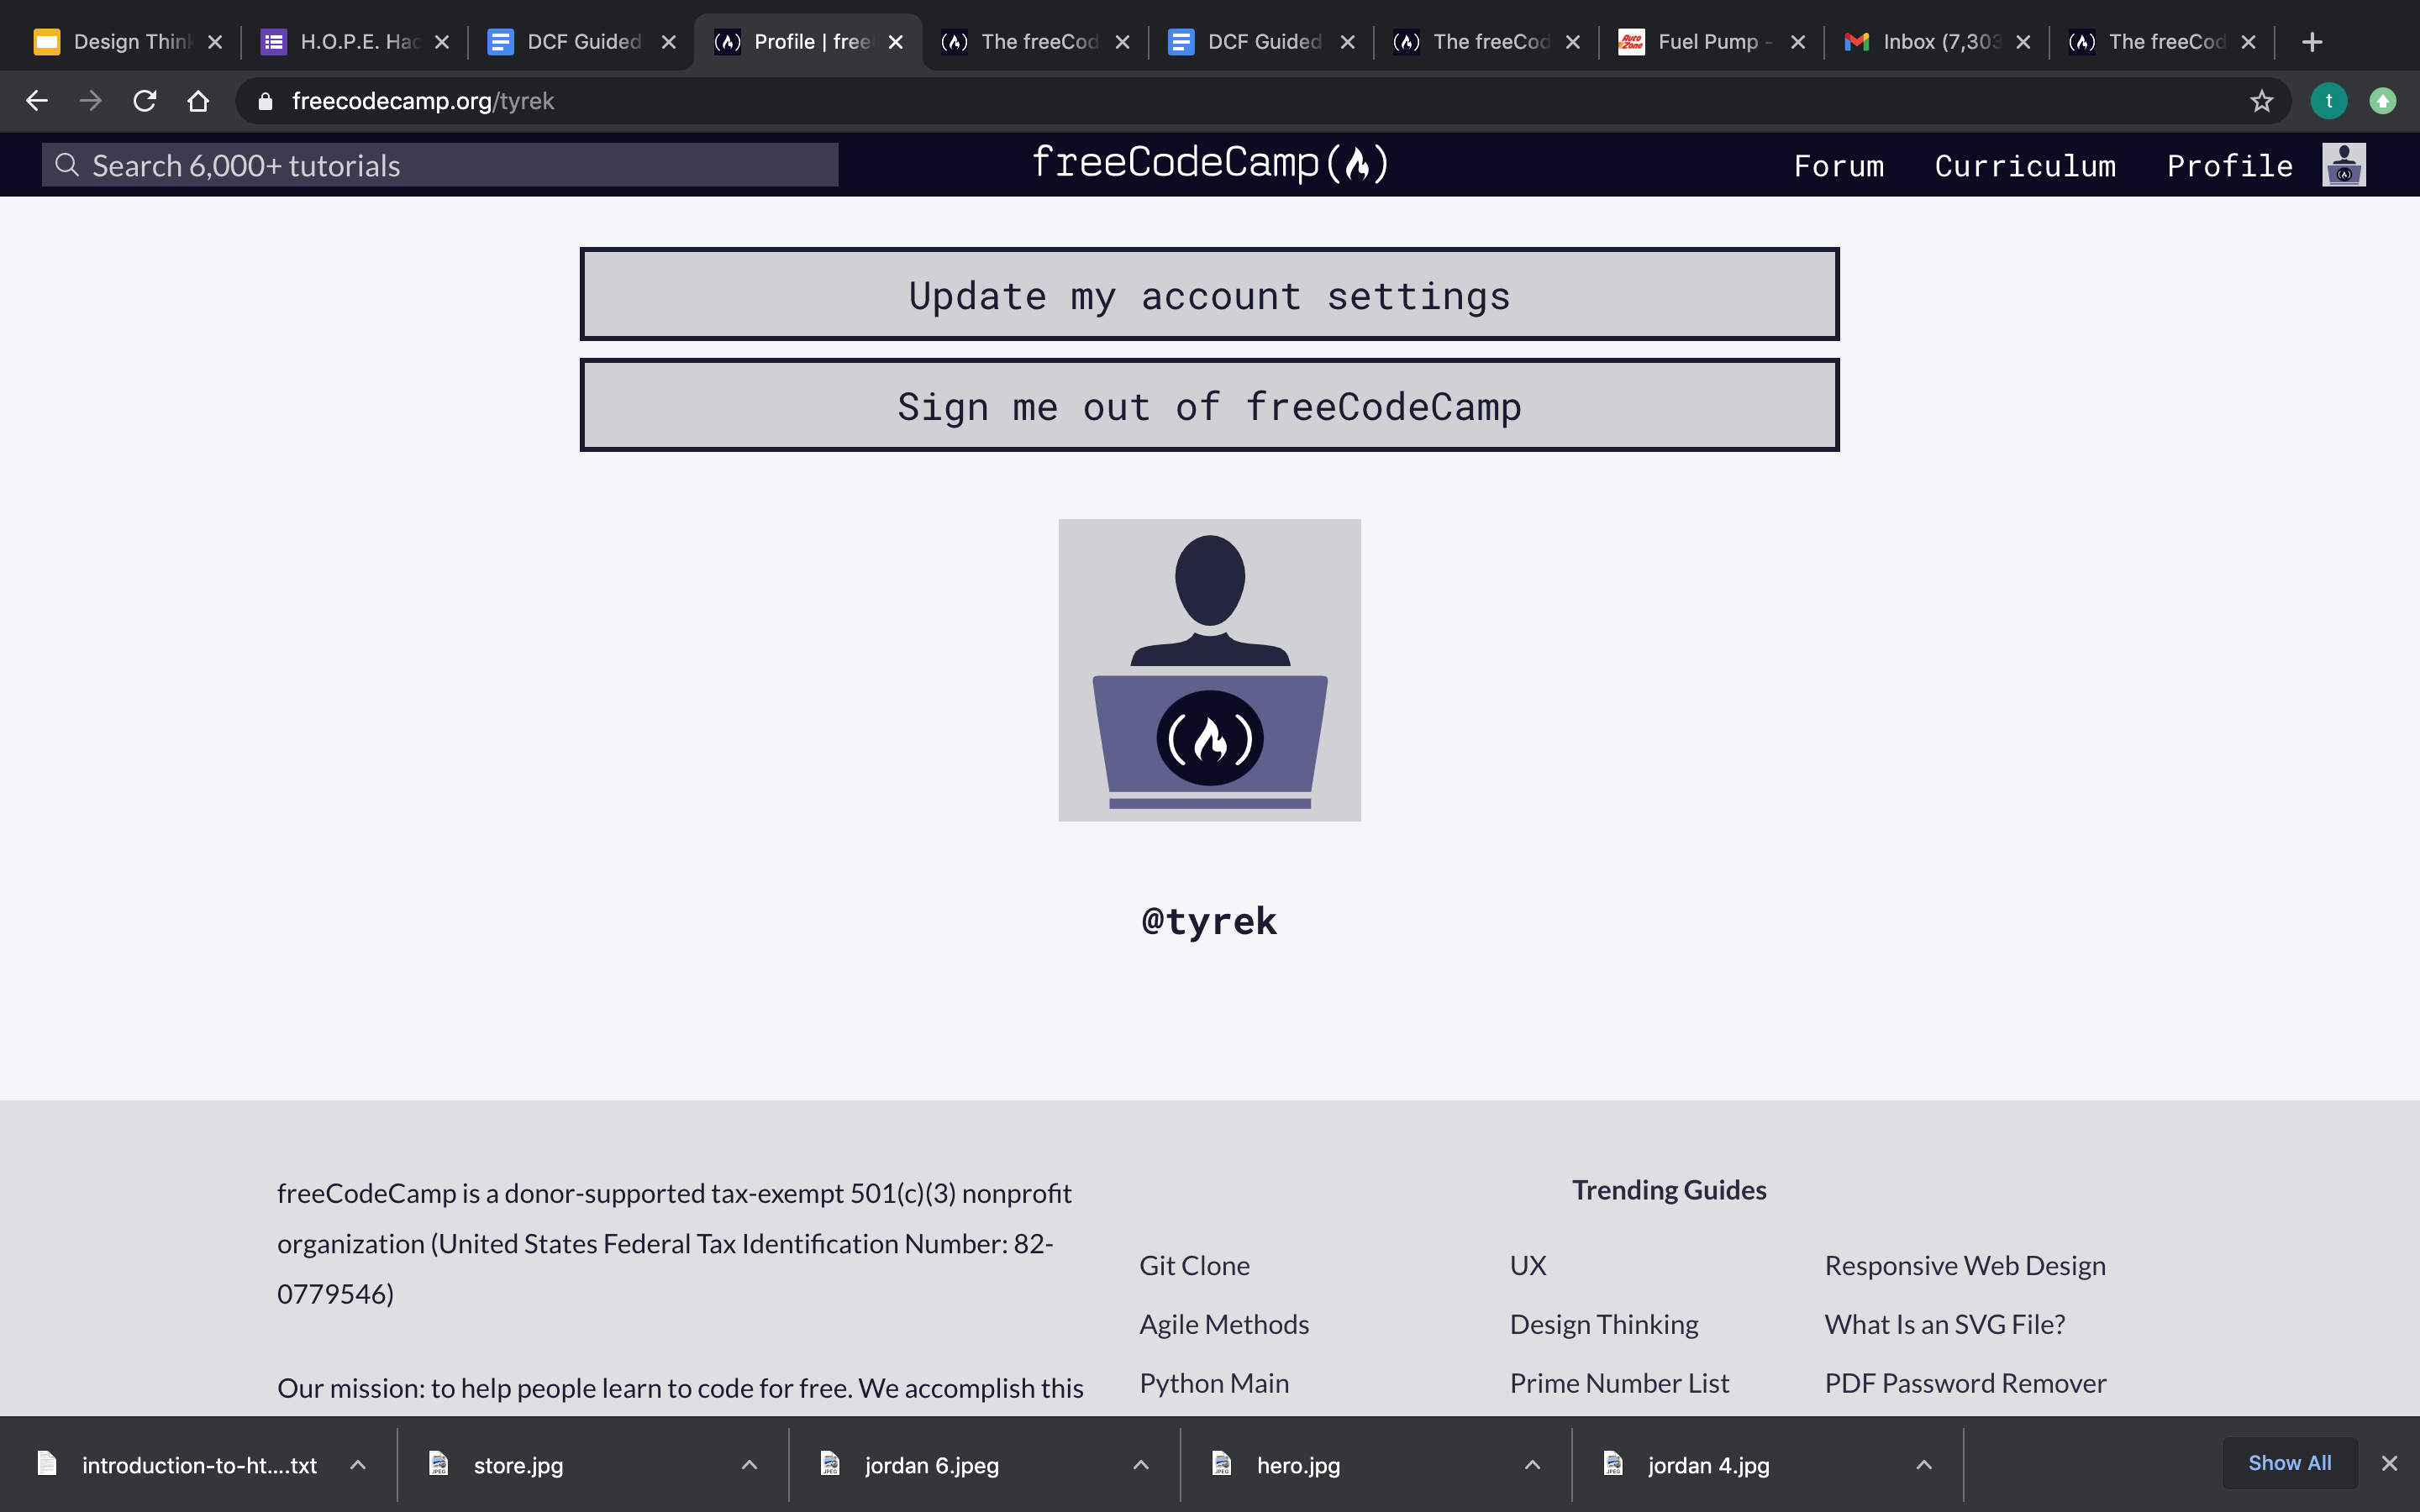 Design Think
H.O.P.E. Hac
DCF Guided
Profile | free
The freeCod
DCF Guided
The freeCod
Auto Zone
Fuel Pump -
Inbox (7,303
The freeCod
freecodecamp.org/tyrek
t
Search 6,000+ tutorials
freeCodeCamp
Forum Curriculum Profile
Update my account settings
Sign me out of freeCodeCamp
@tyrek
freeCodeCamp is a donor-supported tax-exempt 501(c)(3) nonprofit
organization (United States Federal Tax Identification Number: 82-
0779546)
Our mission: to help people learn to code for free. We accomplish this
Trending Guides
Git Clone
UX
Responsive Web Design
Agile Methods
Design Thinking
What Is an SVG File?
Python Main
Prime Number List
PDF Password Remover
introduction-to-ht....txt
store.jpg
jordan 6.jpeg
hero.jpg
jordan 4.jpg
Show All